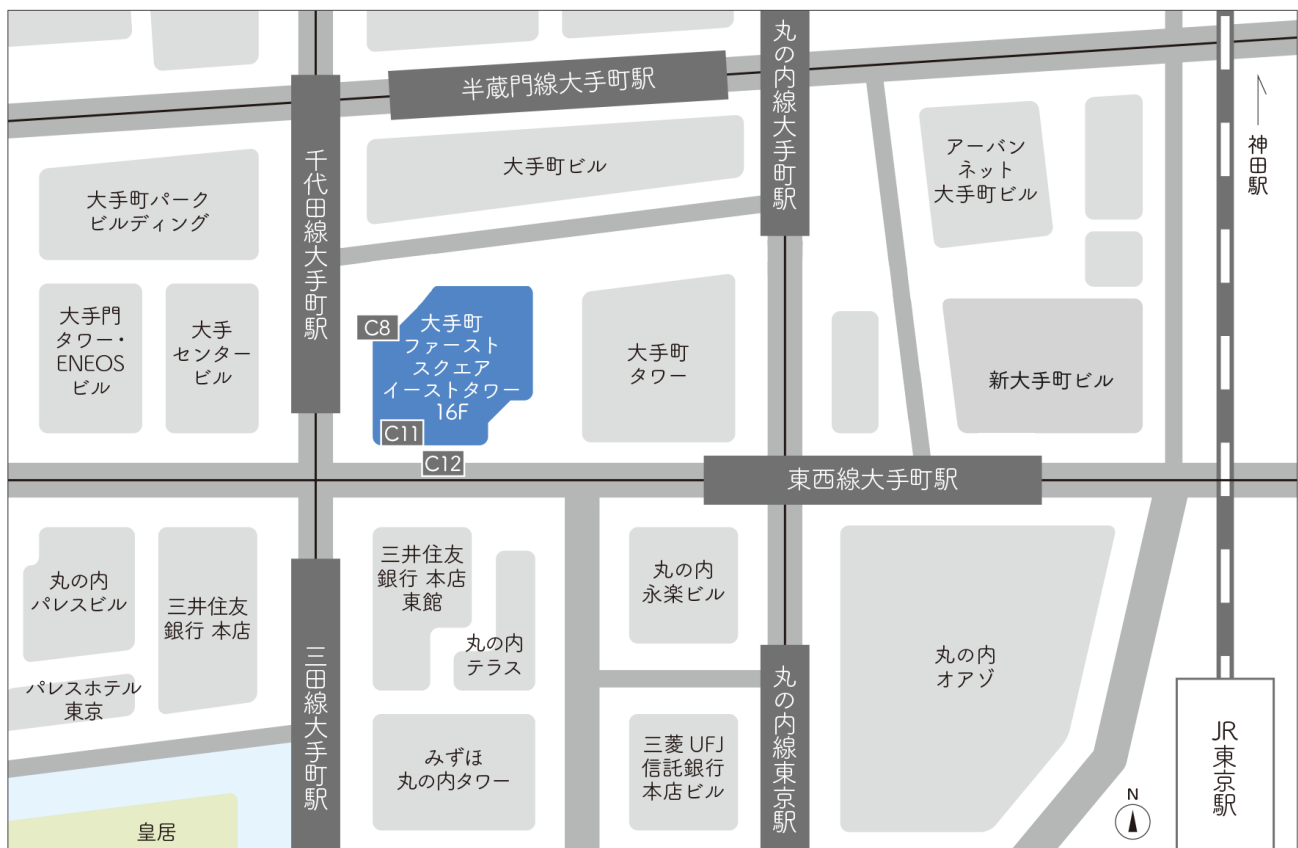 半蔵門線大手町駅
丸の内線大手町駅
千代田線大手町駅
大手町ビル
アーバン
ネット
大手町ビル
神田駅
大手町パーク
ビルディング
大手門
タワー・
ENEOS
ビル
大手
センター
ビル
C8
大手町
ファースト
スクエア
イーストタワー
16F
C11
C12
大手町
タワー
新大手町ビル
東西線大手町駅
丸の内
パレスビル
三井住友
銀行 本店
三井住友
銀行 本店
東館
丸の内
テラス
丸の内
永楽ビル
丸の内
オアゾ
パレスホテル
東京
三田線大手町駅
みずほ
丸の内タワー
三菱 UFJ
信託銀行
本店ビル
丸の内線東京駅
JR東京駅
N
皇居